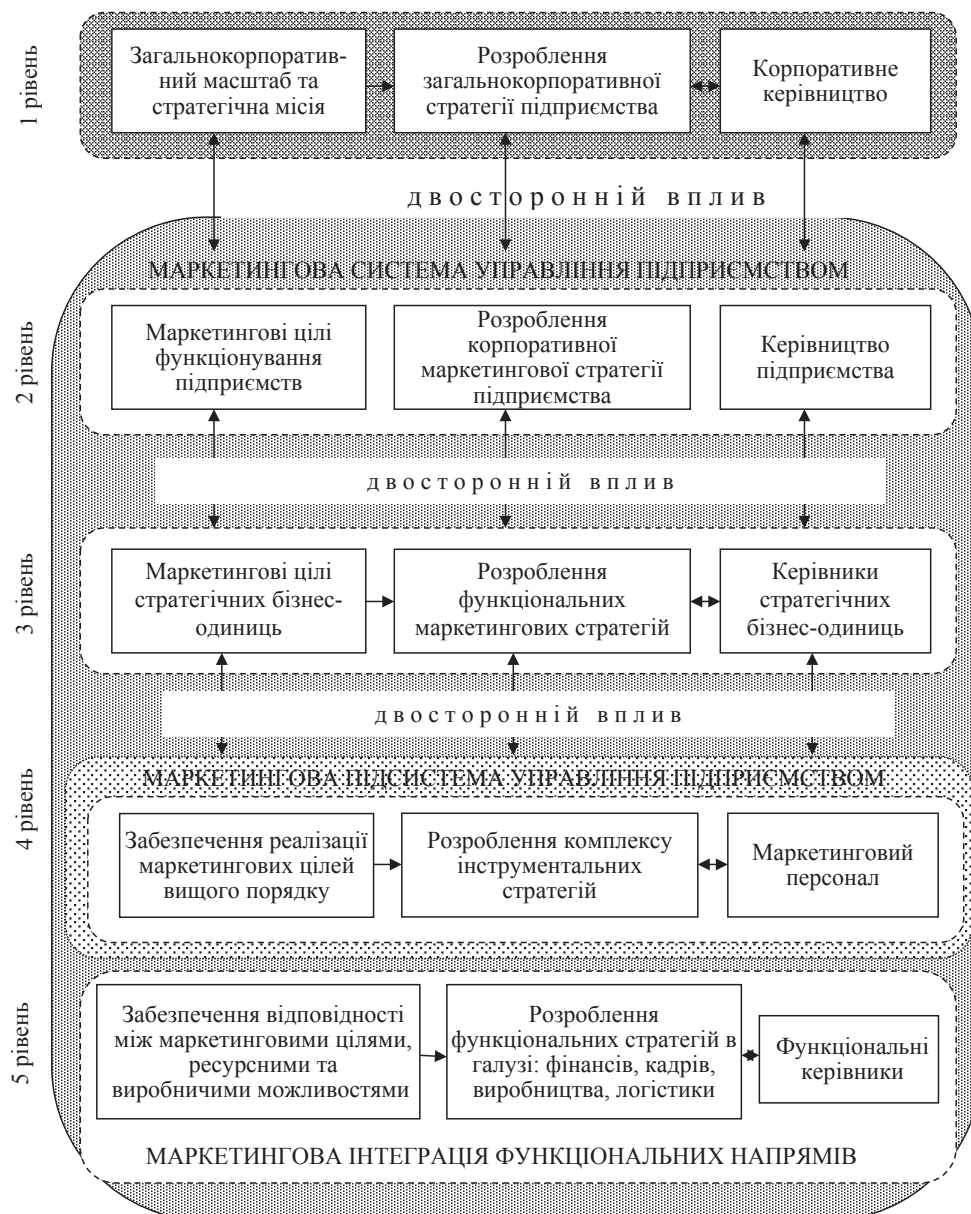 1 рівень
Загальнокорпоратив-
ний масштаб та
стратегічна місія
Розроблення
загальнокорпоративної
стратегії підприємства
Корпоративне
керівництво
двосторонній вплив
МАРКЕТИНГОВА СИСТЕМА УПРАВЛІННЯ ПІДПРИЄМСТВОМ
2 рівень
Маркетингові цілі
функціонування
підприємств
Розроблення
корпоративної
маркетингової стратегії
підприємства
Керівництво
підприємства
двосторонній вплив
3 рівень
Маркетингові цілі
стратегічних бізнес-
одиниць
Розроблення
функціональних
маркетингових стратегій
Керівники
стратегічних
бізнес-одиниць
двосторонній вплив
МАРКЕТИНГОВА ПІДСИСТЕМА УПРАВЛІННЯ ПІДПРИЄМСТВОМ
4 рівень
Забезпечення реалізації
маркетингових цілей
вищого порядку
Розроблення комплексу
інструментальних
стратегій
Маркетинговий
персонал
5 рівень
Забезпечення відповідності
між маркетинговими цілями,
ресурсними та
виробничими можливостями
Розроблення
функціональних стратегій в
галузі: фінансів, кадрів,
виробництва, логістики
Функціональні
керівники
МАРКЕТИНГОВА ІНТЕГРАЦІЯ ФУНКЦІОНАЛЬНИХ НАПРЯМІВ